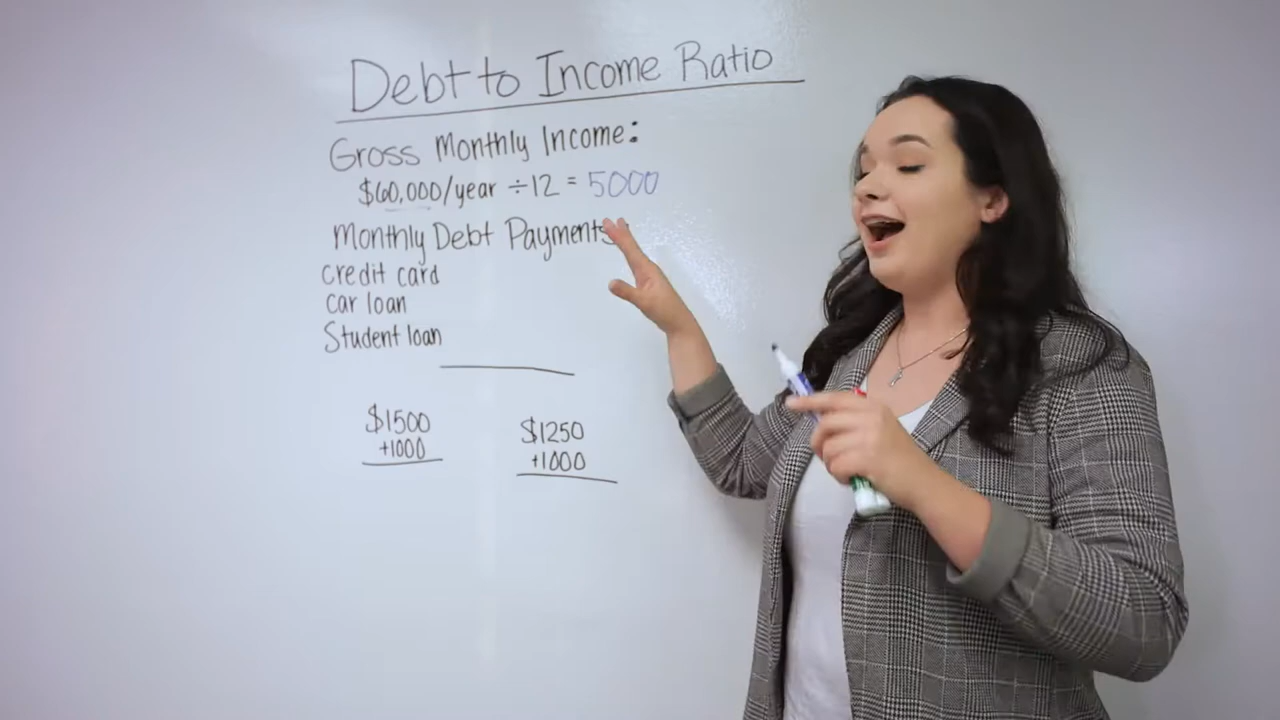 Debt to Income Ratio
Gross Monthly Income:
$60,000/year ÷12 = 5000
Monthly Debt Payments
credit card
car loan
Student loan
$1500
+1000
$1250
+1000